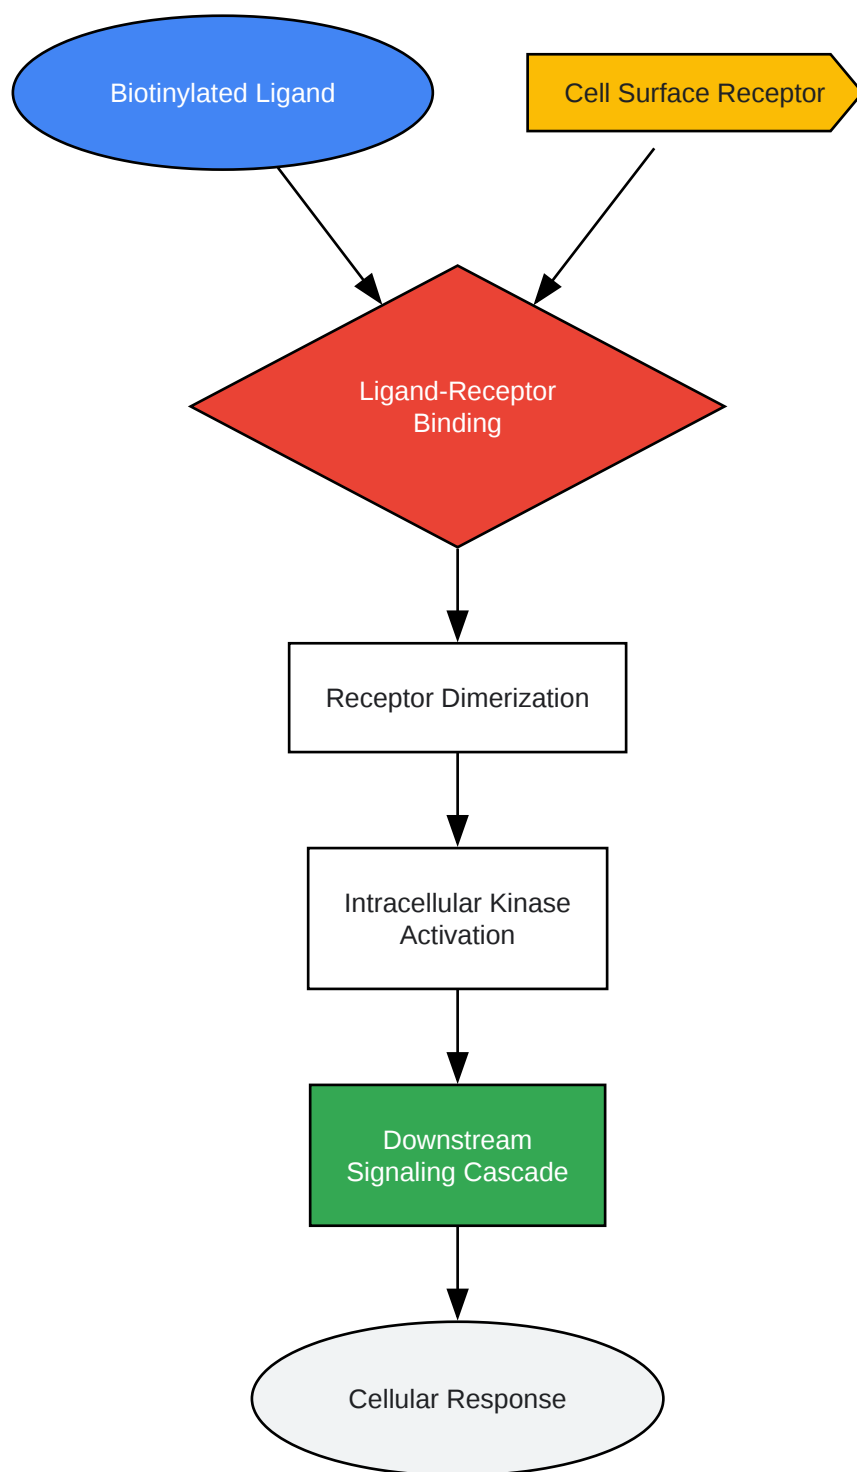 Biotinylated Ligand
Cell Surface Receptor
Ligand-Receptor
Binding
Receptor Dimerization
Intracellular Kinase
Activation
Downstream
Signaling Cascade
Cellular Response